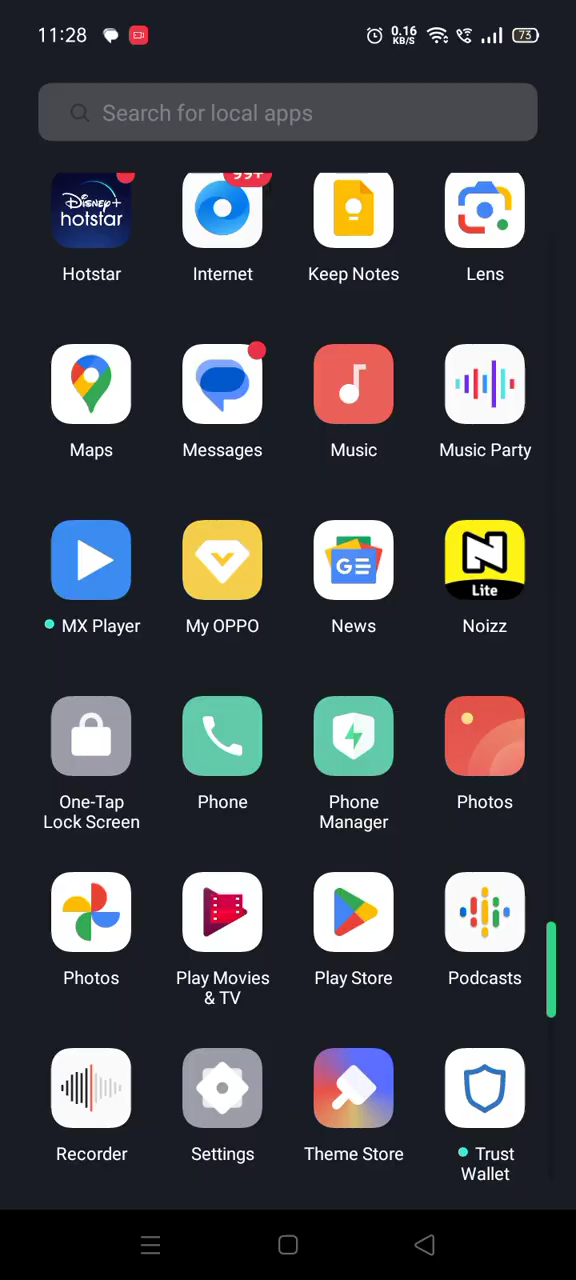 11:28
0.16
KB/S
73
Search for local apps
Disney+
hotstar
99+
Hotstar
Internet
Keep Notes
Lens
Maps
Messages
Music
Music Party
GE
N
Lite
MX Player
My OPPO
News
Noizz
One-Tap
Lock Screen
Phone
Phone
Manager
Photos
Photos
Play Movies
& TV
Play Store
Podcasts
Recorder
Settings
Theme Store
Trust
Wallet